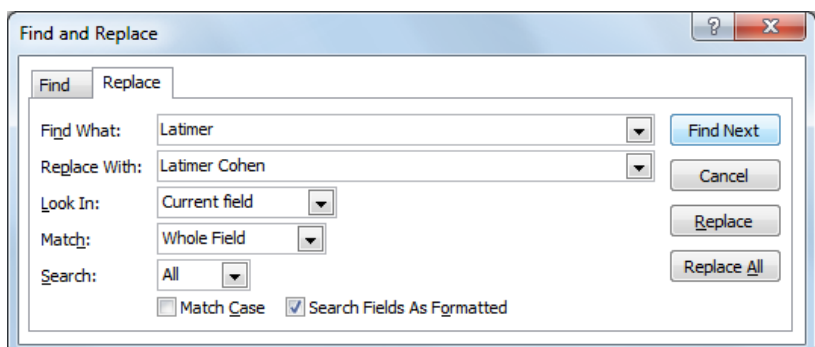 Find and Replace
Find Replace
Find What: Latimer Find Next
Replace With: Latimer Cohen Cancel
Look In: Current field
Match: Whole Field Replace
Search: All Replace All
Match Case Search Fields As Formatted